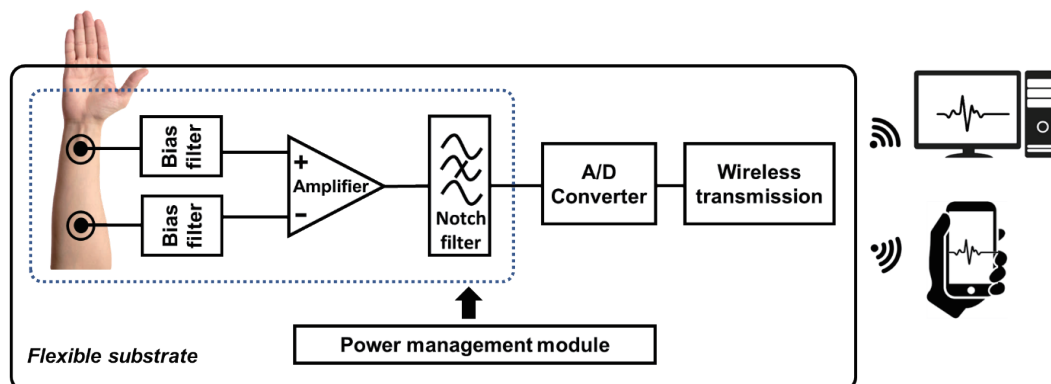 Bias
filter
Bias
filter
+
Amplifier
−
Notch
filter
A/D
Converter
Wireless
transmission
Power management module
Flexible substrate